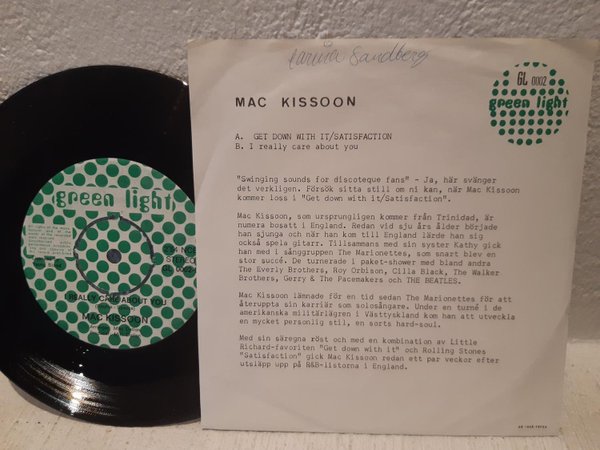 Carina Sandberg
GL 0002
green light
MAC KISSOON
A. GET DOWN WITH IT/SATISFACTION
B. I really care about you
"Swinging sounds for discoteque fans" - Ja, här svänger
det verkligen. Försök sitta still om ni kan, när Mac Kissoon
kommer loss i "Get down with it/Satisfaction".
Mac Kissoon, som ursprungligen kommer från Trinidad, är
numera bosatt i England. Redan vid sju års ålder började
han sjunga och när han kom till England lärde han sig
också spela gitarr. Tillsammans med sin syster Kathy gick
han med i sånggruppen The Marionettes, som snart blev en
stor succé. De turnerade i paket-shower med bland andra
The Everly Brothers, Roy Orbison, Cilla Black, The Walker
Brothers, Gerry & The Pacemakers och THE BEATLES.
Mac Kissoon lämnade för en tid sedan The Marionettes för att
återuppta sin karriär som solosångare. Under en turné i de
amerikanska militärlägren i Västtyskland kom han att utveckla
en mycket personlig stil, en sorts hard-soul.
Med sin säregna röst och med en kombination av Little
Richard-favoriten "Get down with it" och Rolling Stones
"Satisfaction" gick Mac Kissoon redan ett par veckor efter
utsläpp upp på R&B-listorna i England.
green light
STEREO
GL 0002
I REALLY CARE ABOUT YOU
MAC KISSOON